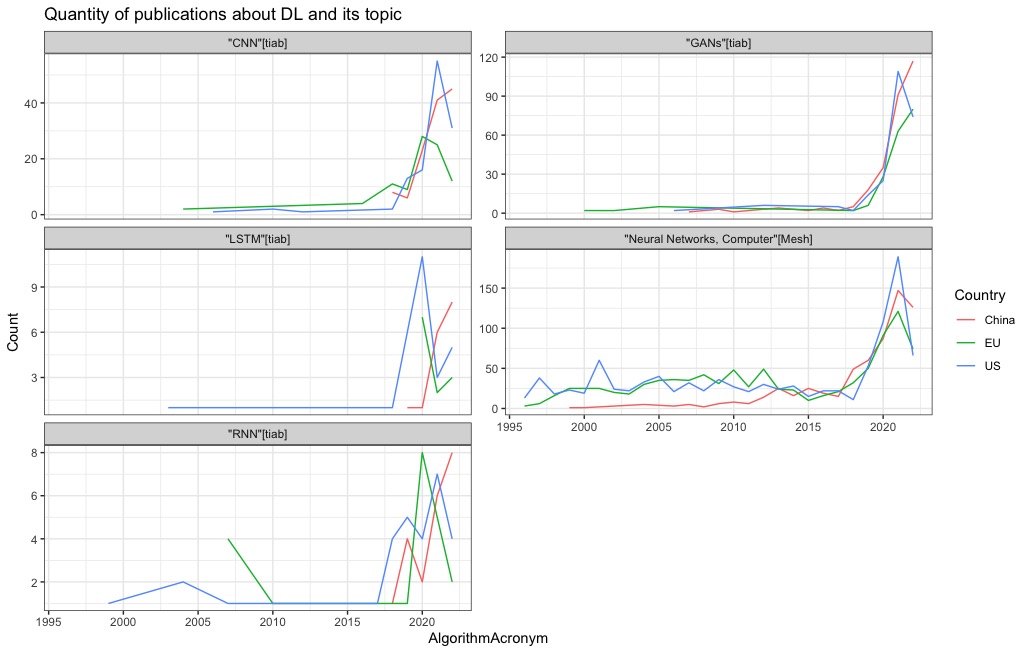 Quantity of publications about DL and its topic
"CNN"[tiab]
"GANs"[tiab]
40
20
0
120
90
60
30
0
"LSTM"[tiab]
"Neural Networks, Computer"[Mesh]
9
6
3
150
100
50
0
1995 2000 2005 2010 2015 2020
"RNN"[tiab]
8
6
4
2
1995 2000 2005 2010 2015 2020
AlgorithmAcronym
Count
Country
China
EU
US